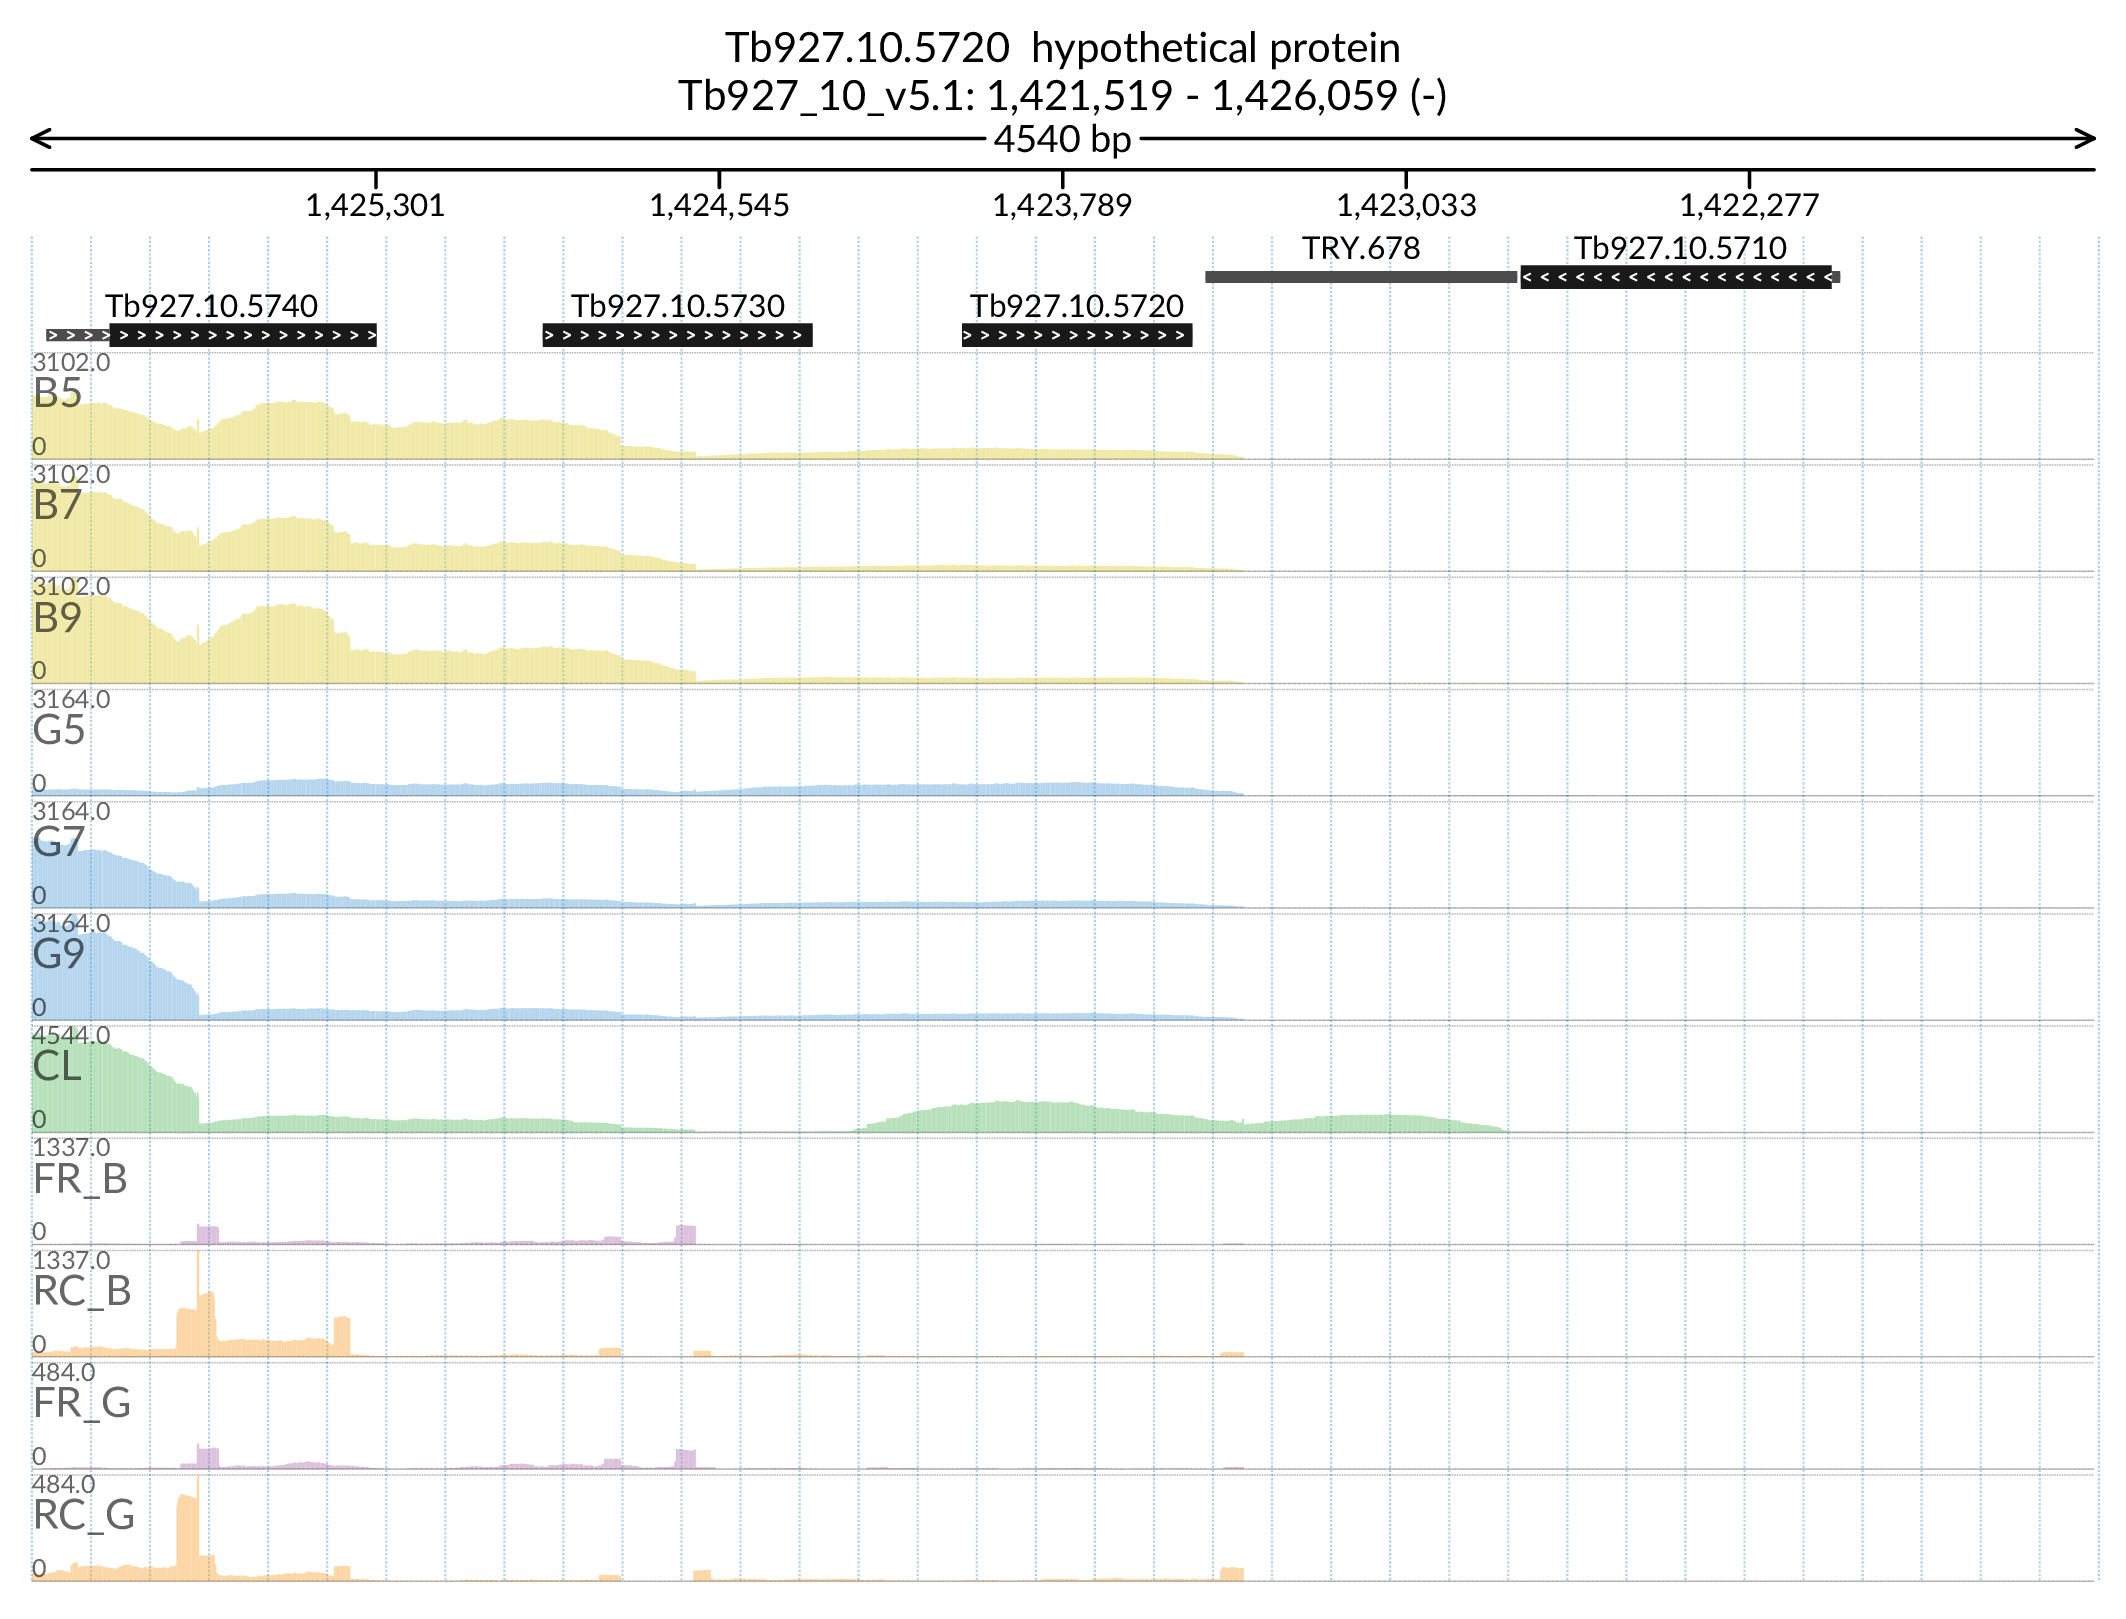 Tb927.10.5720  hypothetical protein
Tb927_10_v5.1: 1,421,519 - 1,426,059 (-)
4540 bp
1,425,301 1,424,545 1,423,789 1,423,033 1,422,277
TRY.678 Tb927.10.5710
Tb927.10.5740 Tb927.10.5730 Tb927.10.5720
3102.0
B5
0
3102.0
B7
0
3102.0
B9
0
3164.0
G5
0
3164.0
G7
0
3164.0
G9
0
4544.0
CL
0
1337.0
FR_B
0
1337.0
RC_B
0
484.0
FR_G
0
484.0
RC_G
0